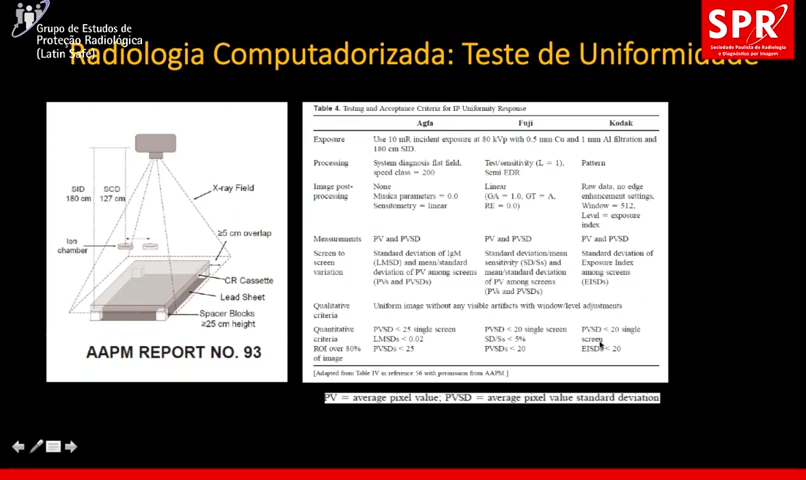 Grupo de Estudos de
Proteção Radiológica
(Latin Safe)
SPR
Sociedade Paulista de Radiologia
e Diagnóstico por Imagem
Radiologia Computadorizada: Teste de Uniformidade
SID
180 cm
SCD
127 cm
X-ray Field
Ion
chamber
≥5 cm overlap
CR Cassette
Lead Sheet
Spacer Blocks
≥25 cm height
AAPM REPORT NO. 93
Table 4. Testing and Acceptance Criteria for IP Uniformity Response
Agfa Fuji Kodak
Exposure Use 10 mR incident exposure at 80 kVp with 0.5 mm Cu and 1 mm Al filtration and
180 cm SID.
Processing System diagnosis flat field, Test/sensitivity (L = 1), Pattern
speed class = 200 Semi EDR
Image post- None Linear Raw data, no edge
processing Musica parameters = 0.0 (GA = 1.0, GT = A, enhancement settings,
Sensitometry = linear RE = 0.0) Window = 512,
Level = exposure
index
Measurements PV and PVSD PV and PVSD PV and PVSD
Screen to Standard deviation of lgM Standard deviation/mean Standard deviation of
screen (LMSD) and mean/standard sensitivity (SD/Ss) and Exposure Index
variation deviation of PV among screens mean/standard deviation among screens
(PVs and PVSDs) of PV among screens (EISDs)
(PVs and PVSDs)
Qualitative Uniform image without any visible artifacts with window/level adjustments
criteria
Quantitative PVSD < 25 single screen PVSD < 20 single screen PVSD < 20 single
criteria LMSDs < 0.02 SD/Ss < 5% screen
ROI over 80% PVSDs < 25 PVSDs < 20 EISDs < 20
of image
[Adapted from Table IV in reference 56 with permission from AAPM.]
PV = average pixel value; PVSD = average pixel value standard deviation